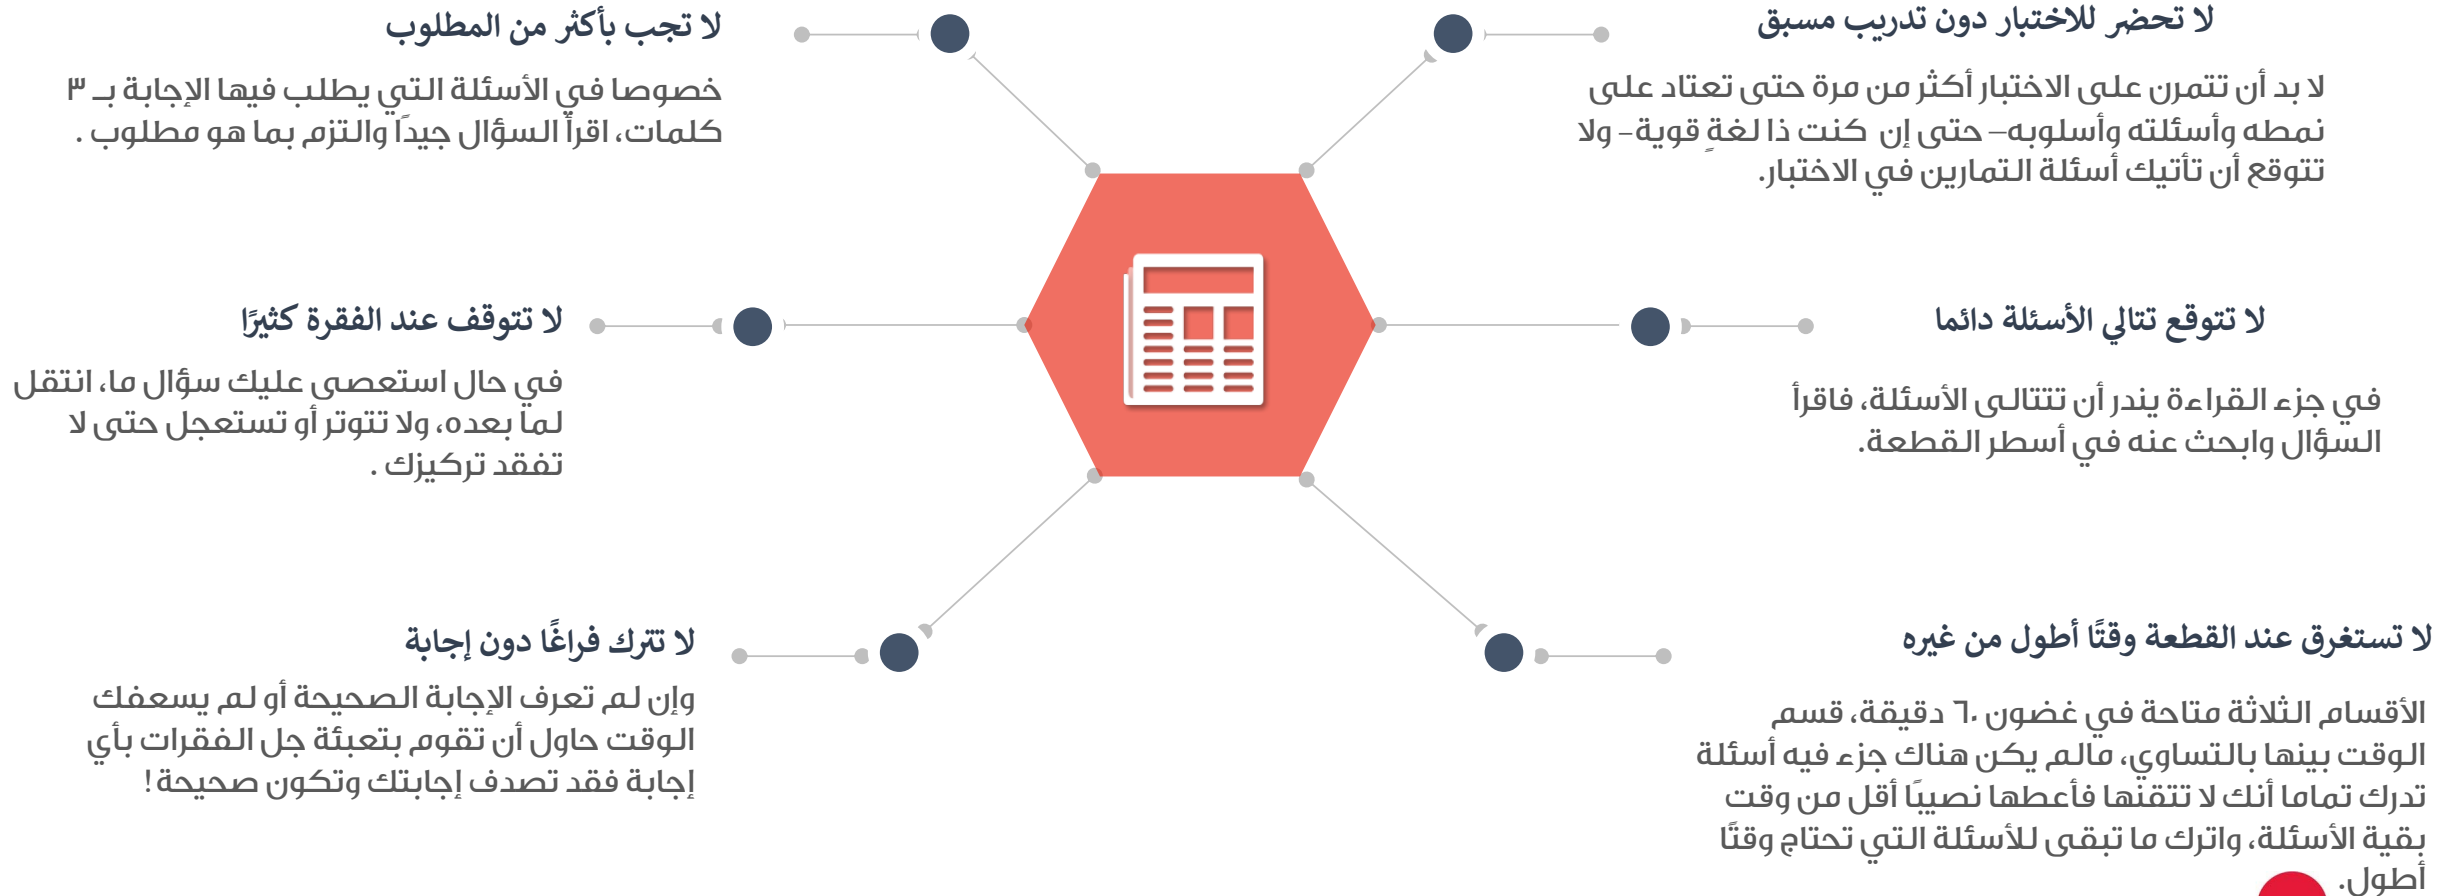 لا تحضر للاختبار دون تدريب مسبق
لا بد أن تتمرن على الاختبار أكثر من مرة حتى تعتاد على
نمطه وأسئلته وأسلوبه– حتى إن كنت ذا لغةٍ قوية- ولا
تتوقع أن تأتيك أسئلة التمارين في الاختبار.
لا تتوقع تتالي الأسئلة دائما
في جزء القراءة يندر أن تتتالى الأسئلة، فاقرأ
السؤال وابحث عنه في أسطر القطعة.
لا تستغرق عند القطعة وقتًا أطول من غيره
الأقسام الثلاثة متاحة في غضون ٦٠ دقيقة، قسم
الوقت بينها بالتساوي، مالم يكن هناك جزء فيه أسئلة
تدرك تماما أنك لا تتقنها فأعطها نصيبًا أقل من وقت
بقية الأسئلة، واترك ما تبقى للأسئلة التي تحتاج وقتًا
أطول.
لا تجب بأكثر من المطلوب
خصوصا في الأسئلة التي يطلب فيها الإجابة بـ ٣
كلمات، اقرأ السؤال جيدًا والتزم بما هو مطلوب .
لا تتوقف عند الفقرة كثيرًا
في حال استعصى عليك سؤال ما، انتقل
لما بعده، ولا تتوتر أو تستعجل حتى لا
تفقد تركيزك .
لا تترك فراغًا دون إجابة
وإن لم تعرف الإجابة الصحيحة أو لم يسعفك
الوقت حاول أن تقوم بتعبئة جل الفقرات بأي
إجابة فقد تصدف إجابتك وتكون صحيحة!